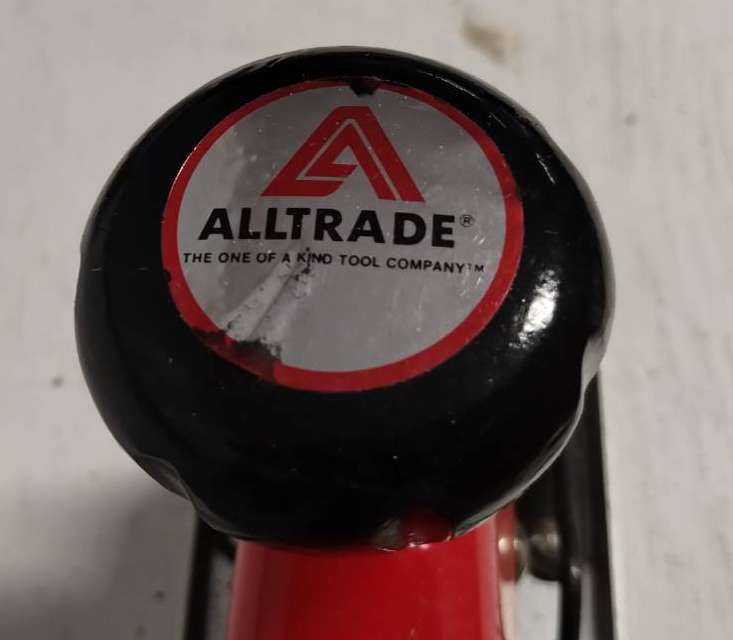 ALLTRADE®
THE ONE OF A KIND TOOL COMPANY™